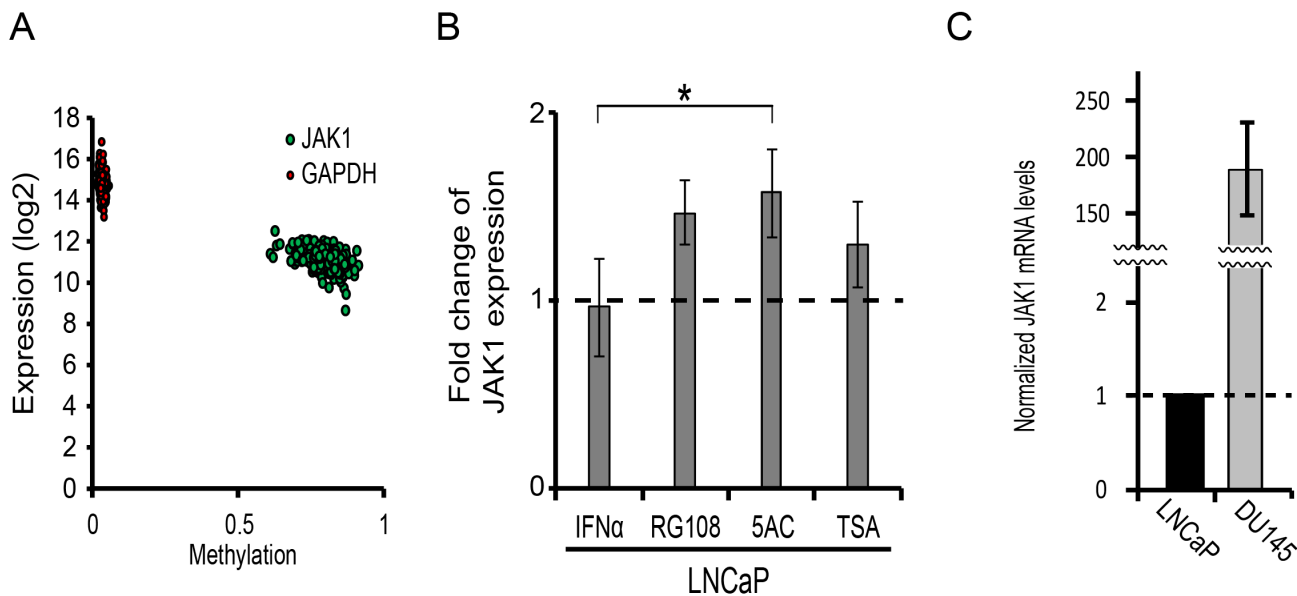 A
Expression (log2)
18
16
14
12
10
8
6
4
2
0
0
0.5
1
Methylation
JAK1
GAPDH
B
Fold change of
JAK1 expression
2
1
0
*
IFNα
RG108
5AC
TSA
LNCaP
C
Normalized JAK1 mRNA levels
250
200
150
2
1
0
LNCaP
DU145